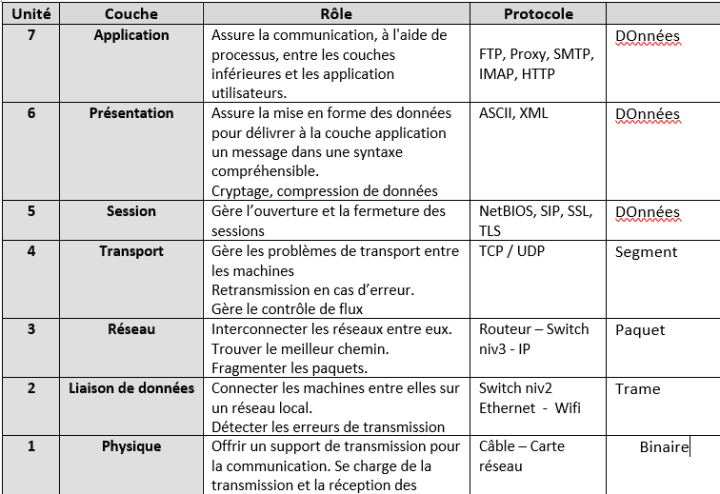 Unité Couche Rôle Protocole
7 Application Assure la communication, à l'aide de DOnnées
processus, entre les couches FTP, Proxy, SMTP,
inférieures et les application IMAP, HTTP
utilisateurs.
6 Présentation Assure la mise en forme des données ASCII, XML DOnnées
pour délivrer à la couche application
un message dans une syntaxe
compréhensible.
Cryptage, compression de données
5 Session Gère l’ouverture et la fermeture des NetBIOS, SIP, SSL, DOnnées
sessions TLS
4 Transport Gère les problèmes de transport entre TCP / UDP Segment
les machines
Retransmission en cas d’erreur.
Gère le contrôle de flux
3 Réseau Interconnecter les réseaux entre eux. Routeur – Switch Paquet
Trouver le meilleur chemin. niv3 - IP
Fragmenter les paquets.
2 Liaison de données Connecter les machines entre elles sur Switch niv2 Trame
un réseau local. Ethernet - Wifi
Détecter les erreurs de transmission
1 Physique Offrir un support de transmission pour Câble – Carte Binaire
la communication. Se charge de la réseau
transmission et la réception des